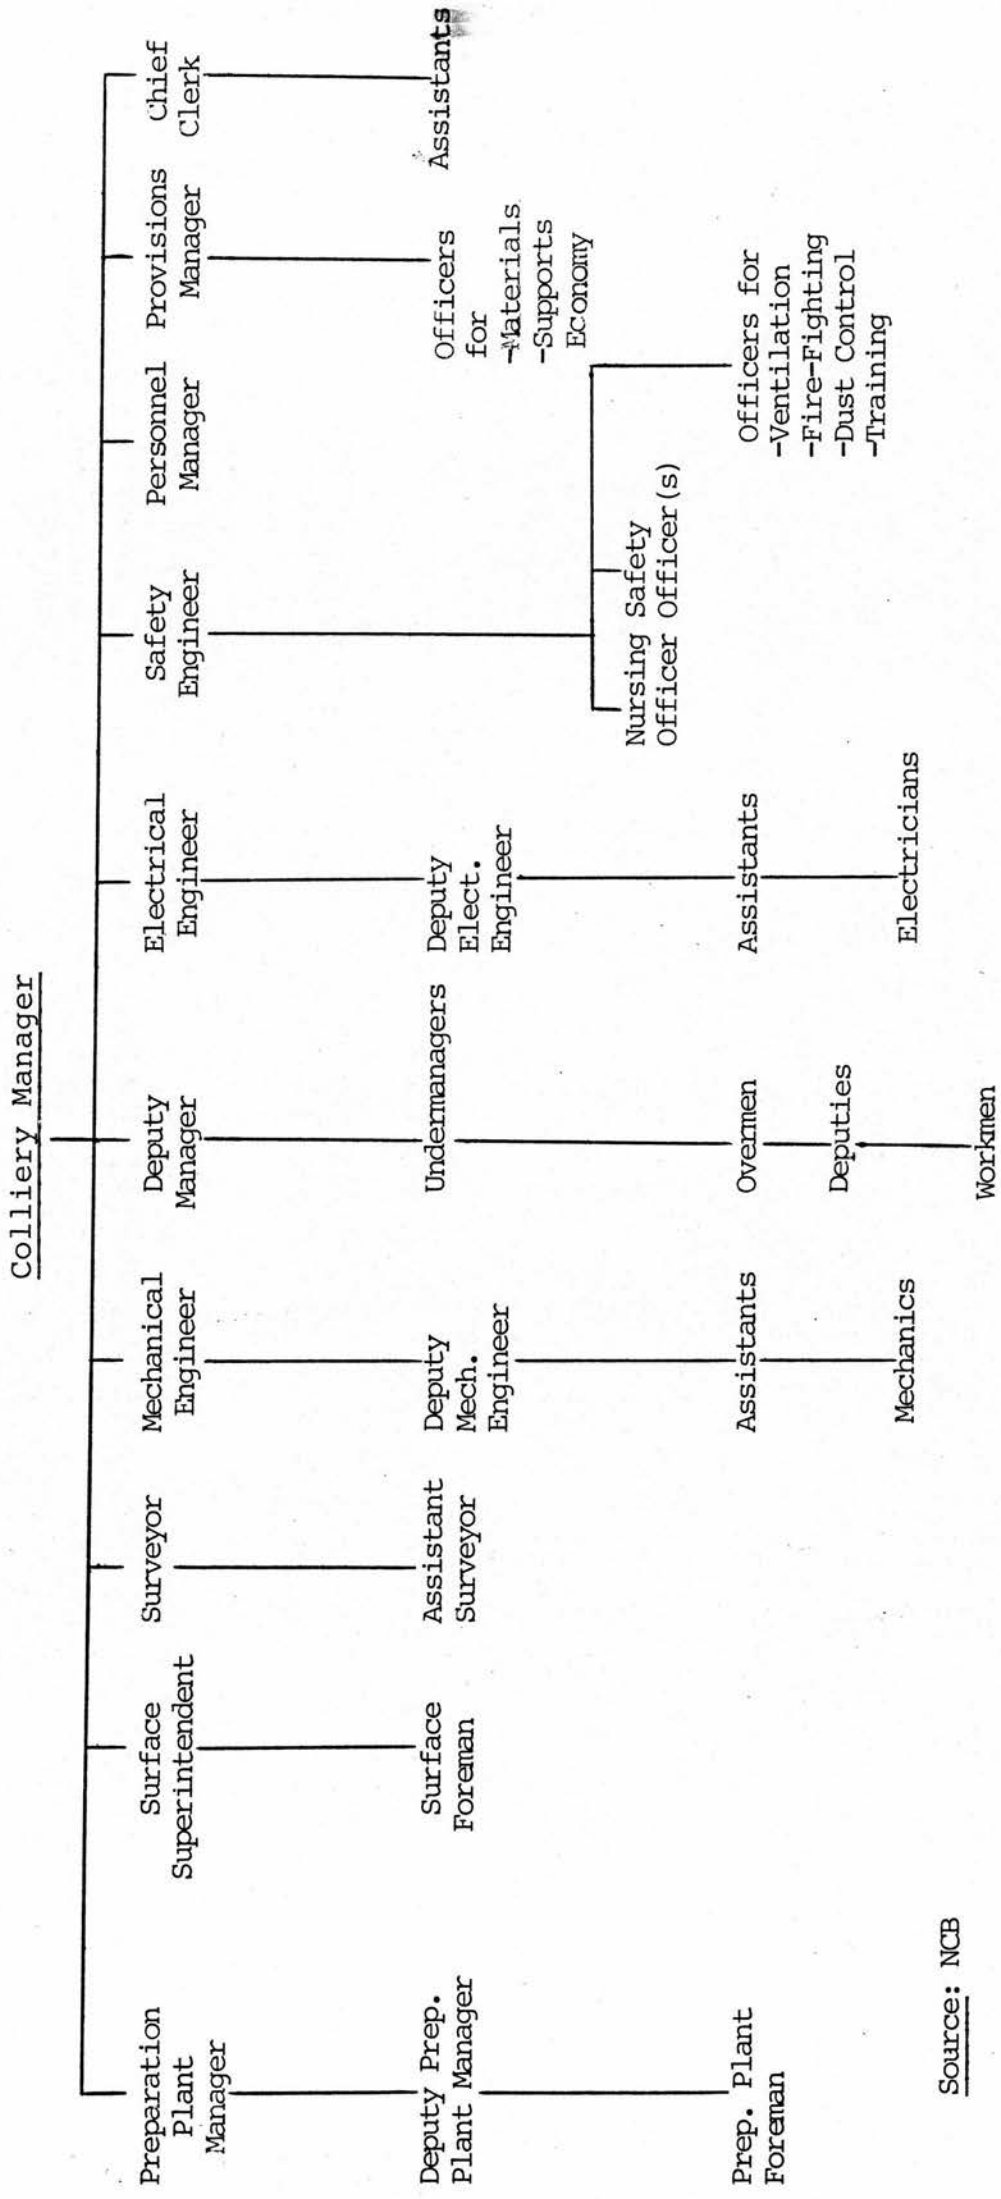 Colliery Manager
Preparation
Plant
Manager
Surface
Superintendent
Surveyor
Mechanical
Engineer
Deputy
Manager
Electrical
Engineer
Safety
Engineer
Personnel
Manager
Provisions
Manager
Chief
Clerk
Deputy Prep.
Plant Manager
Surface
Foreman
Assistant
Surveyor
Deputy
Mech.
Engineer
Undermanagers
Deputy
Elect.
Engineer
Officers
for
-Materials
-Supports
Economy
Assistants
Nursing Safety
Officer Officer(s)
Prep. Plant
Foreman
Assistants
Overmen
Assistants
Officers for
-Ventilation
-Fire-Fighting
-Dust Control
-Training
Deputies
Mechanics
Electricians
Workmen
Source: NCB